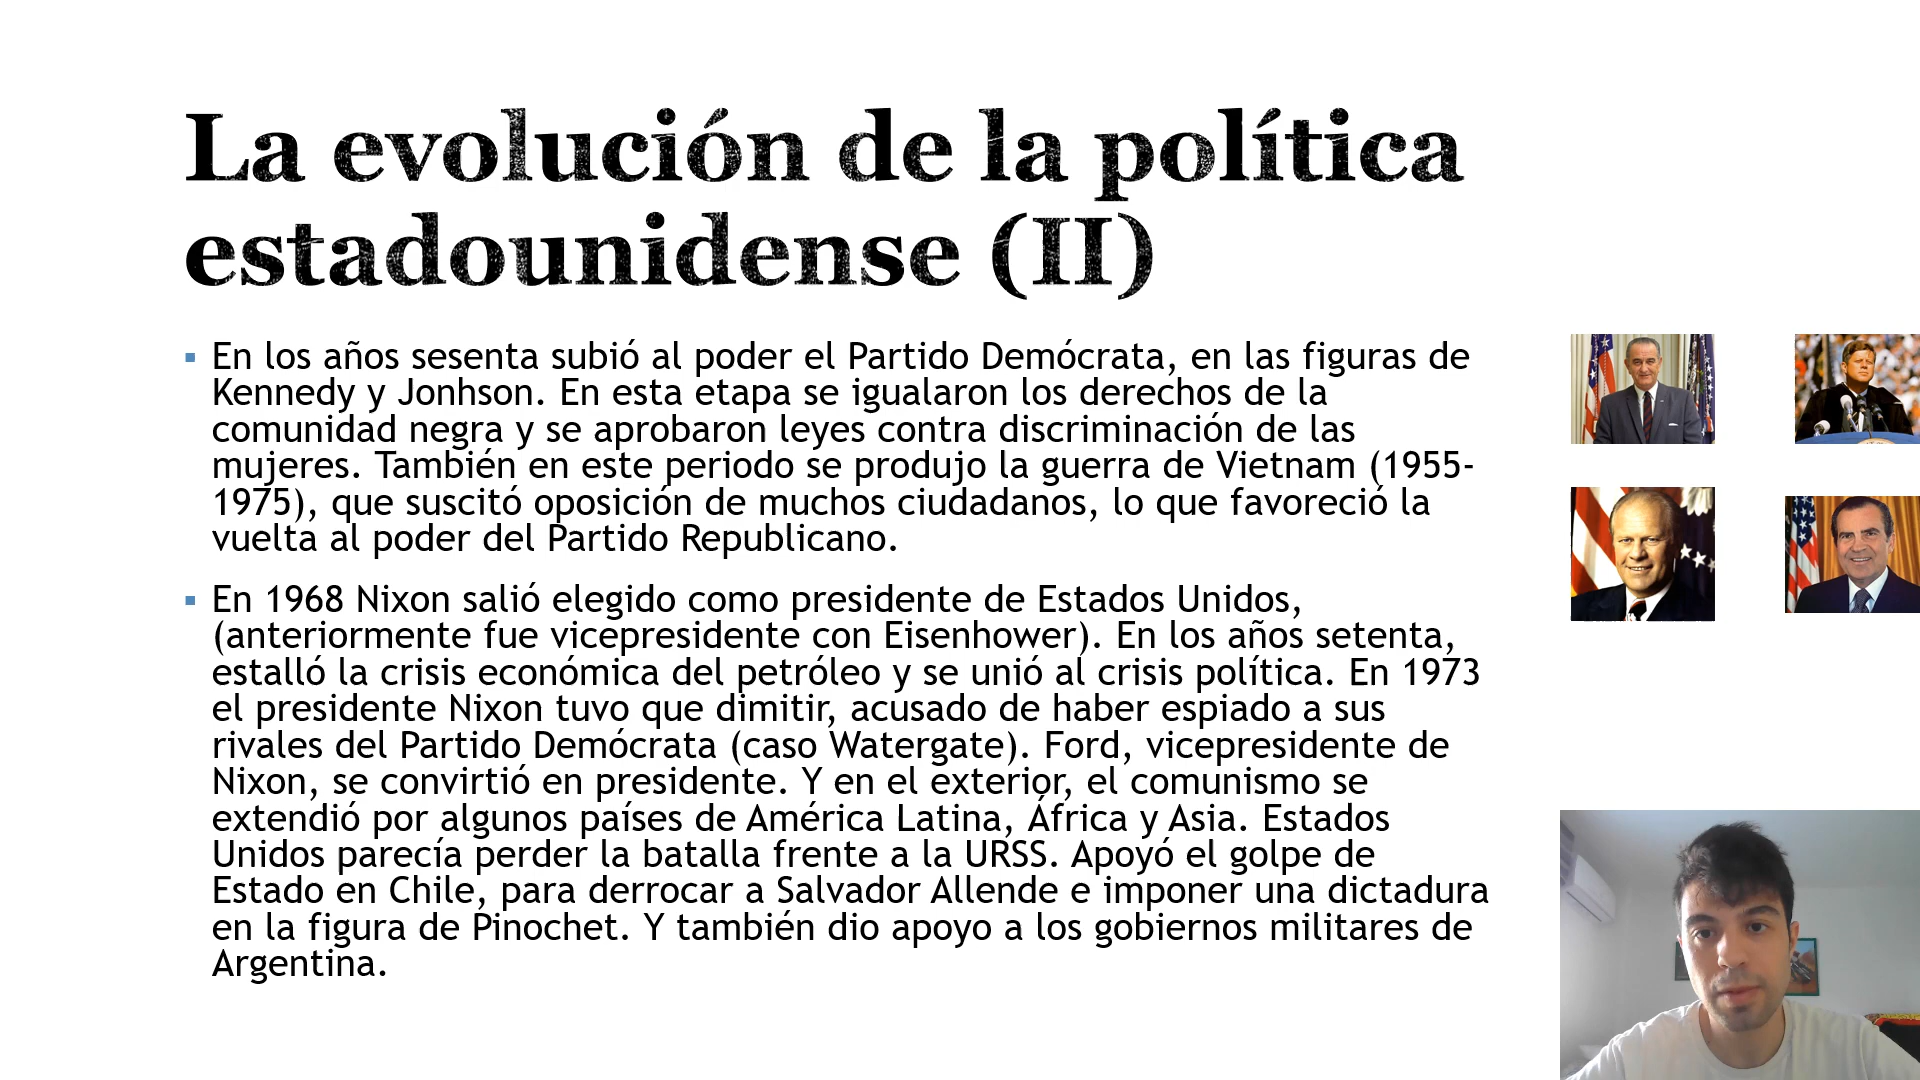 La evolución de la política
estadounidense (II)
▪ En los años sesenta subió al poder el Partido Demócrata, en las figuras de
Kennedy y Jonhson. En esta etapa se igualaron los derechos de la
comunidad negra y se aprobaron leyes contra discriminación de las
mujeres. También en este periodo se produjo la guerra de Vietnam (1955-
1975), que suscitó oposición de muchos ciudadanos, lo que favoreció la
vuelta al poder del Partido Republicano.
▪ En 1968 Nixon salió elegido como presidente de Estados Unidos,
(anteriormente fue vicepresidente con Eisenhower). En los años setenta,
estalló la crisis económica del petróleo y se unió al crisis política. En 1973
el presidente Nixon tuvo que dimitir, acusado de haber espiado a sus
rivales del Partido Demócrata (caso Watergate). Ford, vicepresidente de
Nixon, se convirtió en presidente. Y en el exterior, el comunismo se
extendió por algunos países de América Latina, África y Asia. Estados
Unidos parecía perder la batalla frente a la URSS. Apoyó el golpe de
Estado en Chile, para derrocar a Salvador Allende e imponer una dictadura
en la figura de Pinochet. Y también dio apoyo a los gobiernos militares de
Argentina.